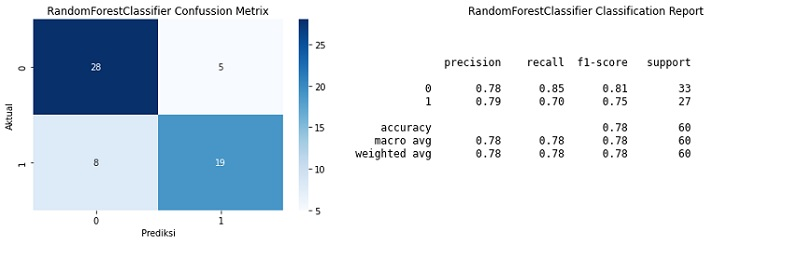 RandomForestClassifier Confussion Metrix
0
1
Aktual
28
5
8
19
0
1
Prediksi
25
20
15
10
5
RandomForestClassifier Classification Report
precision recall f1-score support
0 0.78 0.85 0.81 33
1 0.79 0.70 0.75 27
accuracy 0.78 60
macro avg 0.78 0.78 0.78 60
weighted avg 0.78 0.78 0.78 60